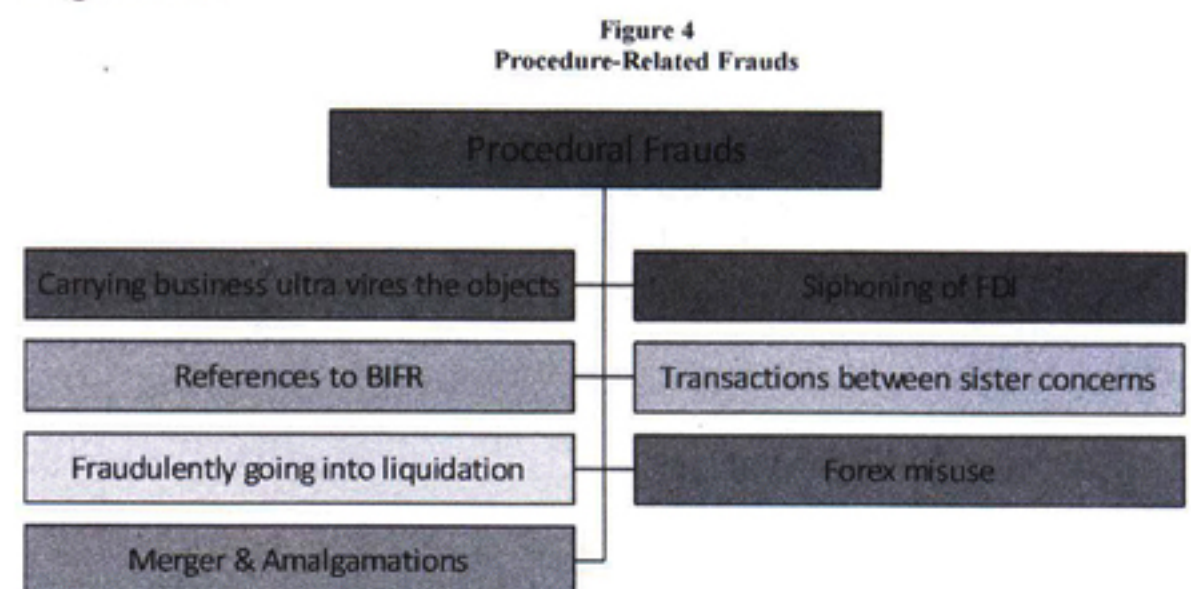 Figure 4
Procedure-Related Frauds
Procedural Frauds
Carrying business ultra vires the objects
Siphoning of FDI
References to BIFR
Transactions between sister concerns
Fraudulently going into liquidation
Forex misuse
Merger & Amalgamations